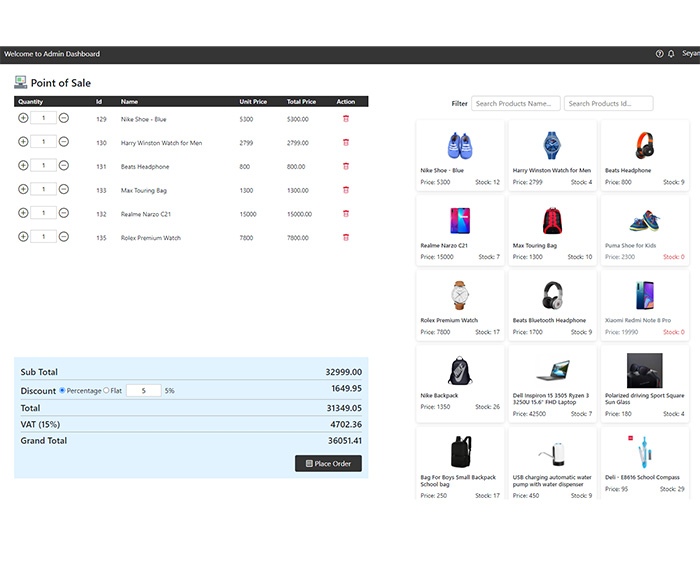 Welcome to Admin Dashboard
Seyam
Point of Sale
Quantity Id Name Unit Price Total Price Action
1 129 Nike Shoe - Blue 5300 5300.00
1 130 Harry Winston Watch for Men 2799 2799.00
1 131 Beats Headphone 800 800.00
1 133 Max Touring Bag 1300 1300.00
1 132 Realme Narzo C21 15000 15000.00
1 135 Rolex Premium Watch 7800 7800.00
Sub Total 32999.00
Discount Percentage Flat 5 5% 1649.95
Total 31349.05
VAT (15%) 4702.36
Grand Total 36051.41
Place Order
Filter Search Products Name... Search Products Id...
Nike Shoe - Blue
Price: 5300 Stock: 12
Harry Winston Watch for Men
Price: 2799 Stock: 4
Beats Headphone
Price: 800 Stock: 9
Realme Narzo C21
Price: 15000 Stock: 7
Max Touring Bag
Price: 1300 Stock: 10
Puma Shoe for Kids
Price: 2300 Stock: 0
Rolex Premium Watch
Price: 7800 Stock: 17
Beats Bluetooth Headphone
Price: 1700 Stock: 9
Xiaomi Redmi Note 8 Pro
Price: 19990 Stock: 0
Nike Backpack
Price: 1350 Stock: 26
Dell Inspiron 15 3505 Ryzen 3
3250U 15.6" FHD Laptop
Price: 42500 Stock: 7
Polarized driving Sport Square
Sun Glass
Price: 180 Stock: 4
Bag For Boys Small Backpack
School bag
Price: 250 Stock: 17
USB charging automatic water
pump with water dispenser
Price: 450 Stock: 9
Deli - E8616 School Compass
Price: 95 Stock: 29